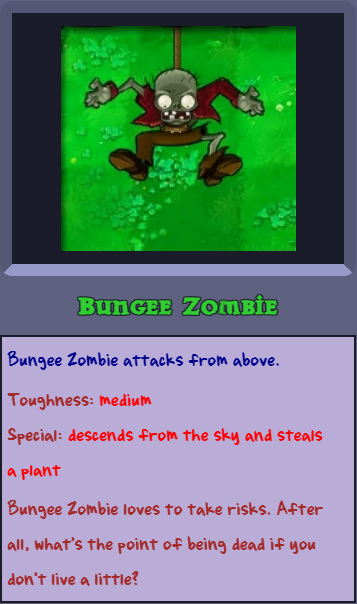 Bungee Zombie
Bungee Zombie attacks from above.
Toughness: medium
Special: descends from the sky and steals
a plant
Bungee Zombie loves to take risks. After
all, what's the point of being dead if you
don't live a little?